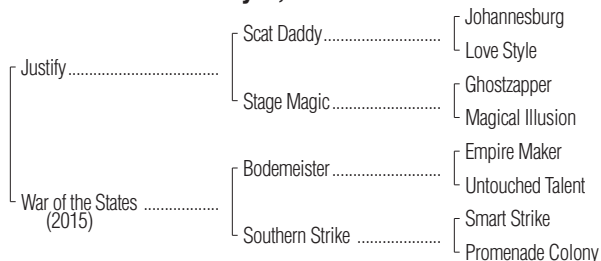 Johannesburg
Scat Daddy
Love Style
Justify
Ghostzapper
Stage Magic
Magical Illusion
Empire Maker
Bodemeister
Untouched Talent
War of the States
(2015)
Smart Strike
Southern Strike
Promenade Colony